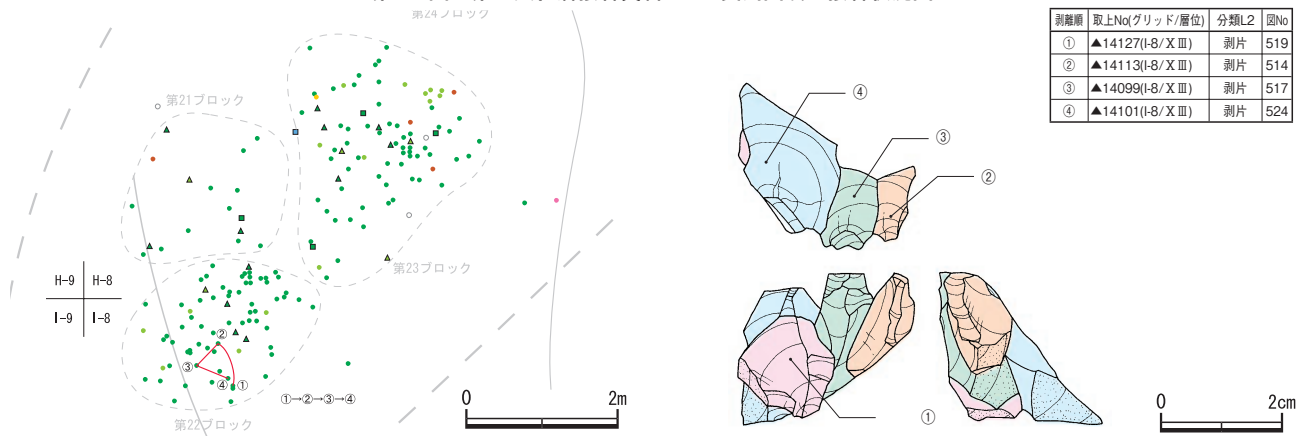 第24ブロック
第21ブロック
第23ブロック
H-9 H-8
I-9 I-8
②
③
④ ①
①→②→③→④
第22ブロック
0 2m
剥離順 取上No(グリッド/層位) 分類L2 図No
① ▲14127(I-8/ⅩⅢ) 剥片 519
② ▲14113(I-8/ⅩⅢ) 剥片 514
③ ▲14099(I-8/ⅩⅢ) 剥片 517
④ ▲14101(I-8/ⅩⅢ) 剥片 524
④
③
②
①
0 2cm